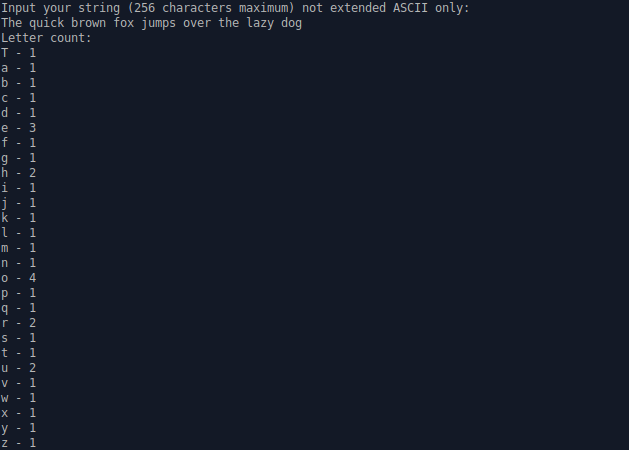 Input your string (256 characters maximum) not extended ASCII only:
The quick brown fox jumps over the lazy dog
Letter count:
T - 1
a - 1
b - 1
c - 1
d - 1
e - 3
f - 1
g - 1
h - 2
i - 1
j - 1
k - 1
l - 1
m - 1
n - 1
o - 4
p - 1
q - 1
r - 2
s - 1
t - 1
u - 2
v - 1
w - 1
x - 1
y - 1
z - 1